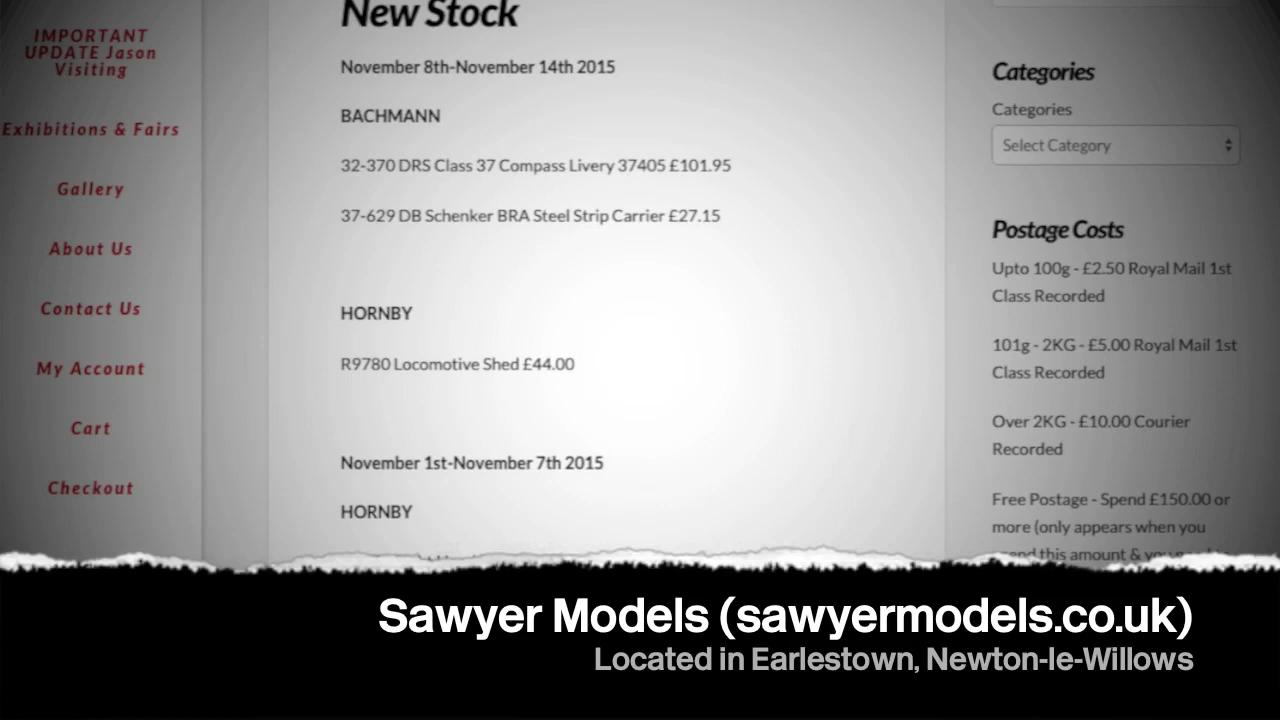 IMPORTANT
UPDATE Jason
Visiting
Exhibitions & Fairs
Gallery
About Us
Contact Us
My Account
Cart
Checkout
New Stock
November 8th-November 14th 2015
BACHMANN
32-370 DRS Class 37 Compass Livery 37405 £101.95
37-629 DB Schenker BRA Steel Strip Carrier £27.15
HORNBY
R9780 Locomotive Shed £44.00
November 1st-November 7th 2015
HORNBY
Categories
Categories
Select Category
Postage Costs
Upto 100g - £2.50 Royal Mail 1st
Class Recorded
101g - 2KG - £5.00 Royal Mail 1st
Class Recorded
Over 2KG - £10.00 Courier
Recorded
Free Postage - Spend £150.00 or
more (only appears when you
this amount &
Sawyer Models (sawyermodels.co.uk)
Located in Earlestown, Newton-le-Willows